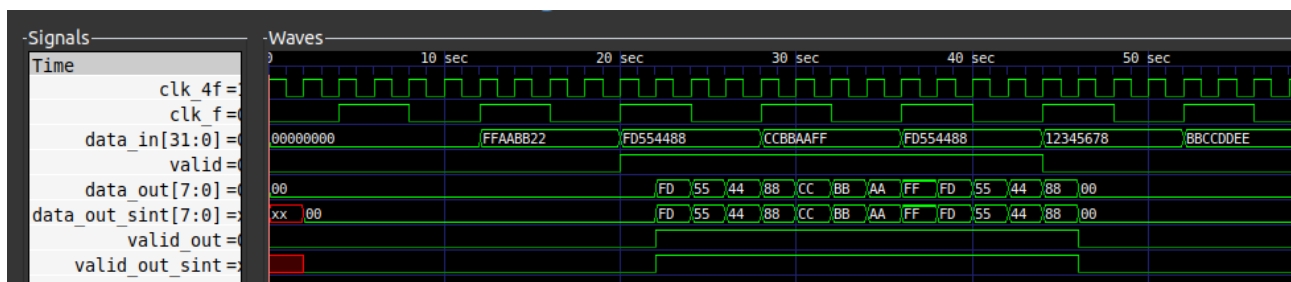 Signals Waves
Time 0 10 sec 20 sec 30 sec 40 sec 50 sec
clk_4f=1
clk_f=0
data_in[31:0]=0 00000000 FFAABB22 FD554488 CCBBAAFF FD554488 12345678 BBCCDDEE
valid=0
data_out[7:0]=0 00 FD 55 44 88 CC BB AA FF FD 55 44 88 00
data_out_sint[7:0]=x xx 00 FD 55 44 88 CC BB AA FF FD 55 44 88 00
valid_out=0
valid_out_sint=x